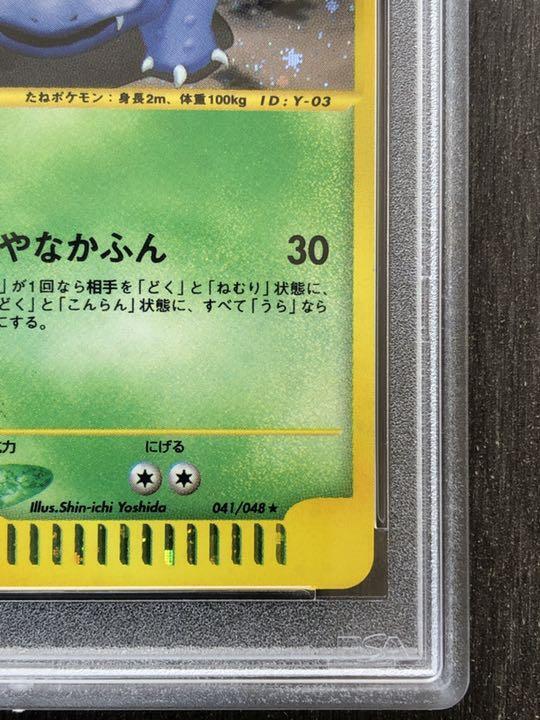 たねポケモン：身長2m、体重100kg ID：Y-03
やなかふん 30
」が1回なら相手を「どく」と「ねむり」状態に、
どく」と「こんらん」状態に、すべて「うら」なら
にする。
力 にげる
Illus.Shin-ichi Yoshida 041/048★
PSA